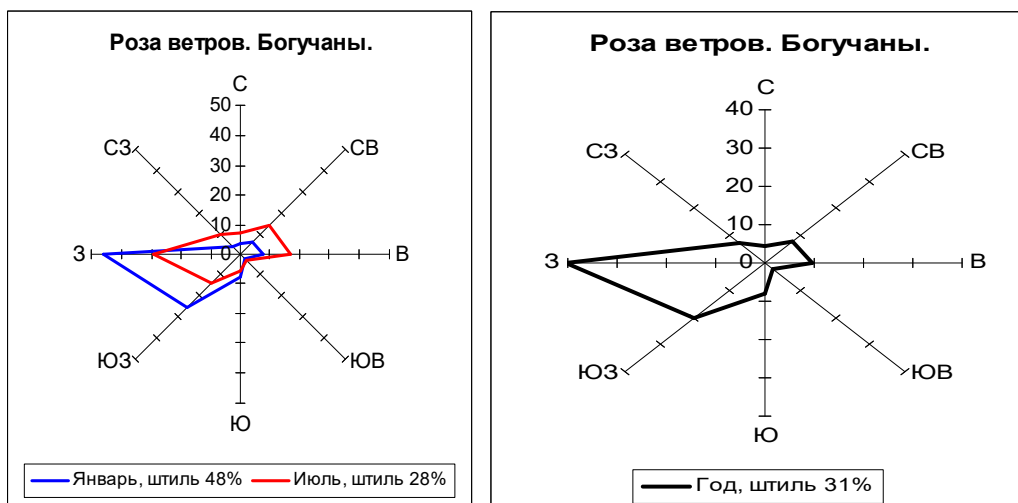 Роза ветров. Богучаны.
С
50
40
30
20
10
0
СВ
В
ЮВ
Ю
ЮЗ
З
СЗ
Январь, штиль 48%
Июль, штиль 28%
Роза ветров. Богучаны.
С
40
30
20
10
0
СВ
В
ЮВ
Ю
ЮЗ
З
СЗ
Год, штиль 31%